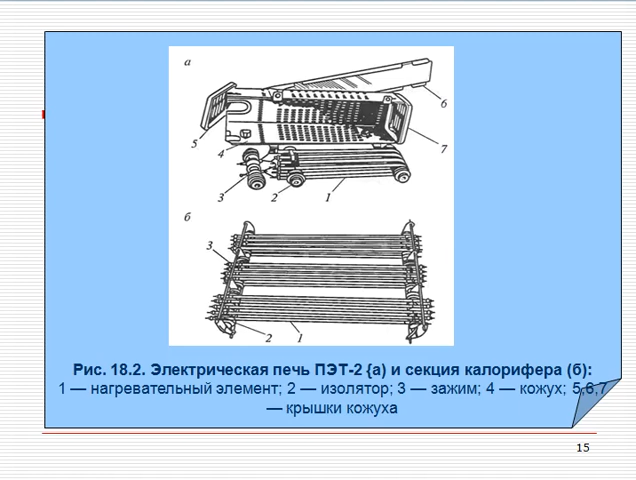 а
6
5
4
7
3
2
1
б
3
2
1
Рис. 18.2. Электрическая печь ПЭТ-2 {а) и секция калорифера (б):
1 — нагревательный элемент; 2 — изолятор; 3 — зажим; 4 — кожух; 5,6,7
— крышки кожуха
15